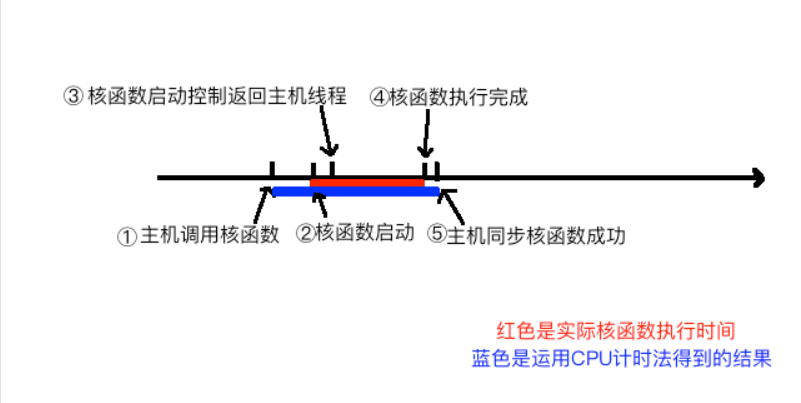 ③ 核函数启动控制返回主机线程 ④核函数执行完成
①主机调用核函数 ②核函数启动 ⑤主机同步核函数成功
红色是实际核函数执行时间
蓝色是运用CPU计时法得到的结果